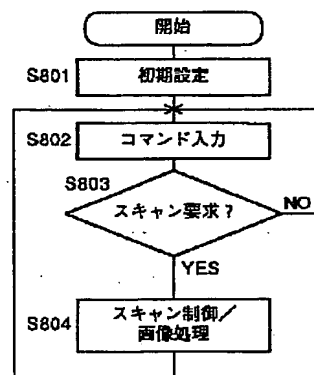 開始
S801
初期設定
S802
コマンド入力
S803
スキャン要求?
NO
YES
S804
スキャン制御/
画像処理